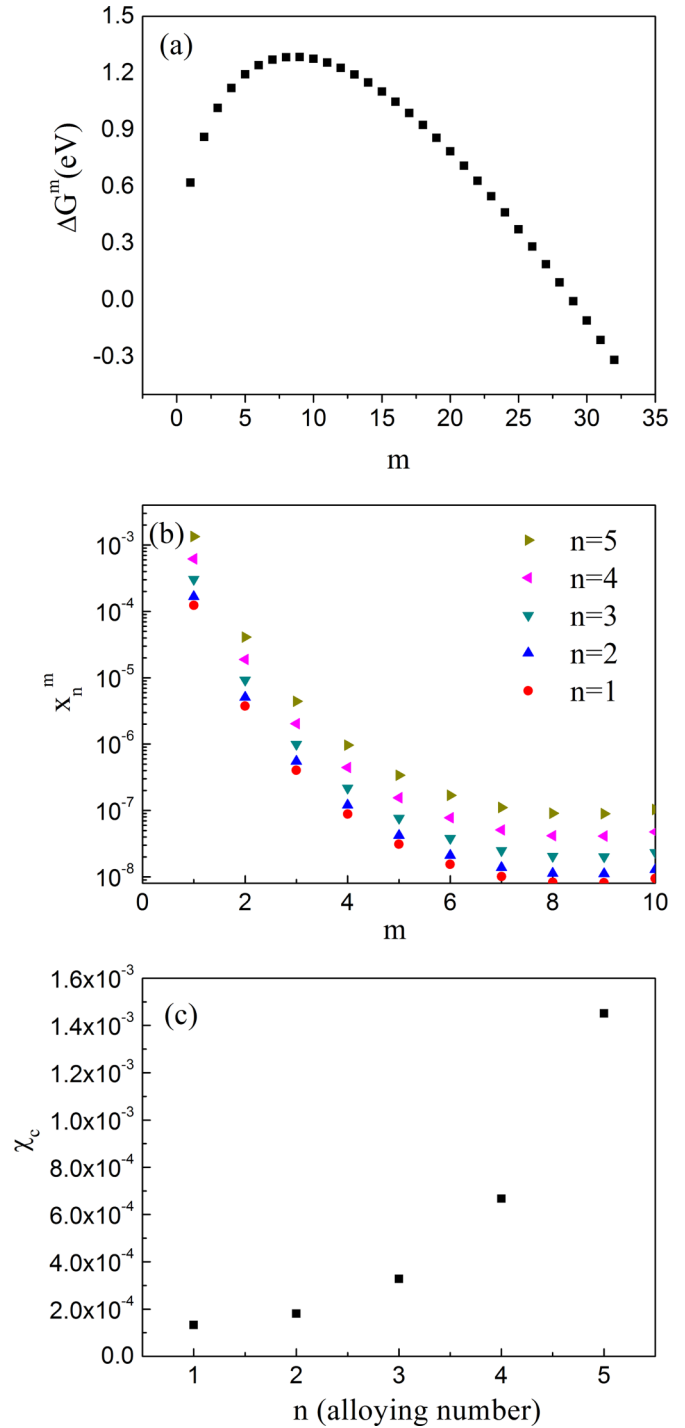 (a)
1.5
1.2
0.9
0.6
0.3
0.0
-0.3
ΔG^m(eV)
0 5 10 15 20 25 30 35
m
(b)
10^-3
10^-4
10^-5
10^-6
10^-7
10^-8
x_n^m
n=5
n=4
n=3
n=2
n=1
0 2 4 6 8 10
m
(c)
1.6x10^-3
1.4x10^-3
1.2x10^-3
1.0x10^-3
8.0x10^-4
6.0x10^-4
4.0x10^-4
2.0x10^-4
0.0
χ_c
1 2 3 4 5
n (alloying number)